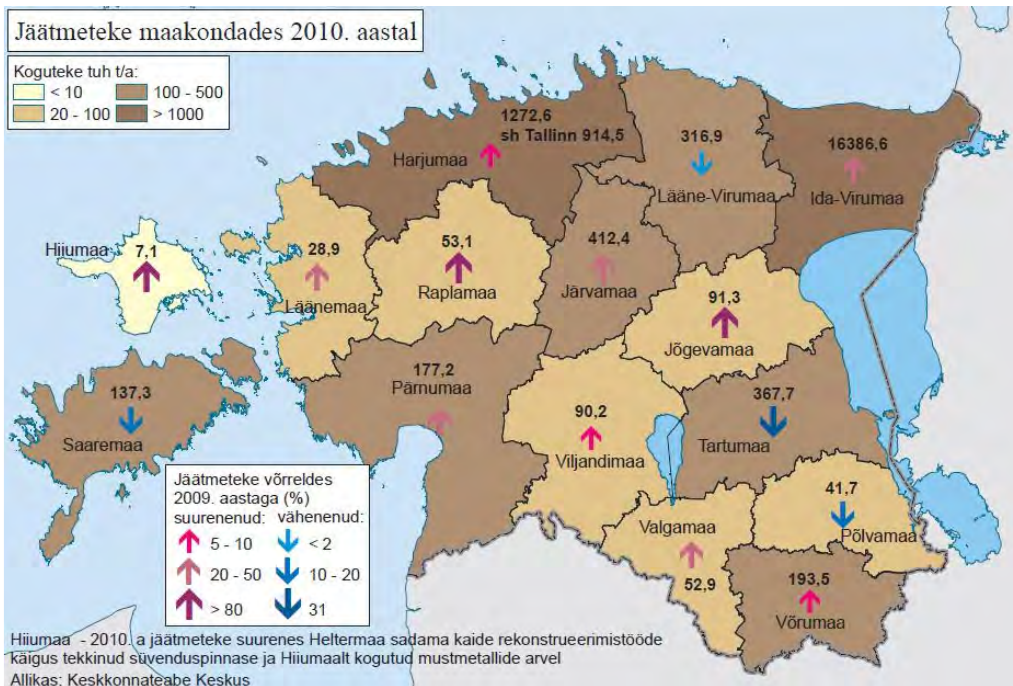 Jäätmeteke maakondades 2010. aastal
Koguteke tuh t/a:
< 10
100 - 500
20 - 100
> 1000
1272,6
sh Tallinn 914,5
Harjumaa
316,9
Lääne-Virumaa
16386,6
Ida-Virumaa
Hiiumaa
7,1
28,9
Läänemaa
53,1
Raplamaa
412,4
Järvamaa
91,3
Jõgevamaa
137,3
Saaremaa
177,2
Pärnumaa
90,2
Viljandimaa
367,7
Tartumaa
Valgamaa
52,9
41,7
Põlvamaa
193,5
Võrumaa
Jäätmeteke võrreldes
2009. aastaga (%)
suurenenud: vähenenud:
5 - 10 < 2
20 - 50 10 - 20
> 80 31
Hiiumaa - 2010. a jäätmeteke suurenes Heltermaa sadama kaide rekonstrueerimistööde
käigus tekkinud süvenduspinnase ja Hiiumaalt kogutud mustmetallide arvel
Allikas: Keskkonnateabe Keskus